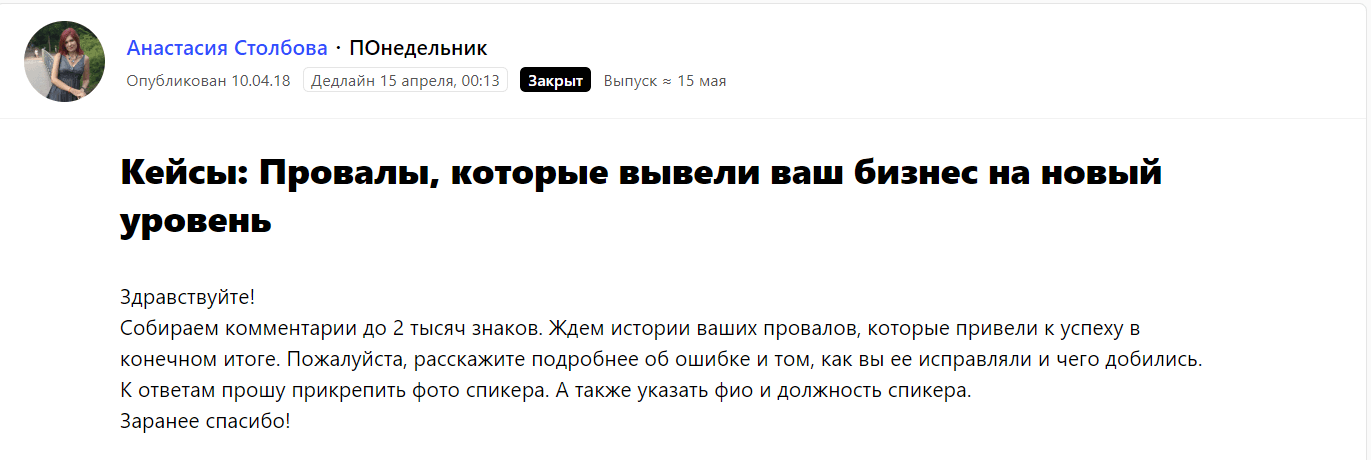 Анастасия Столбова · ПОнедельник
Опубликован 10.04.18 Дедлайн 15 апреля, 00:13 Закрыт Выпуск ≈ 15 мая
Кейсы: Провалы, которые вывели ваш бизнес на новый
уровень
Здравствуйте!
Собираем комментарии до 2 тысяч знаков. Ждем истории ваших провалов, которые привели к успеху в
конечном итоге. Пожалуйста, расскажите подробнее об ошибке и том, как вы ее исправляли и чего добились.
К ответам прошу прикрепить фото спикера. А также указать фио и должность спикера.
Заранее спасибо!